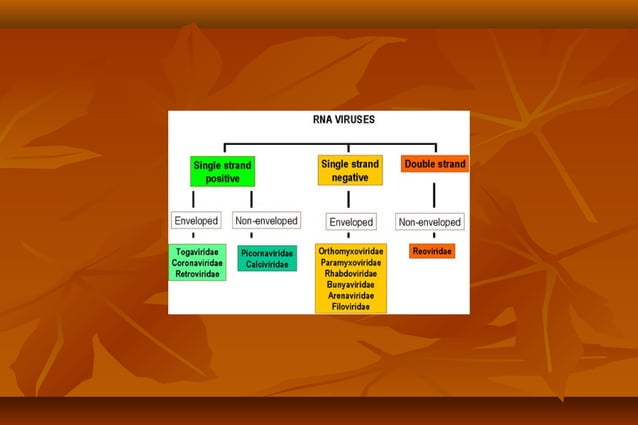 RNA VIRUSES
Single strand
positive
Single strand
negative
Double strand
Enveloped
Non-enveloped
Enveloped
Non-enveloped
Togaviridae
Coronaviridae
Retroviridae
Picornaviridae
Calciviridae
Orthomyxoviridae
Paramyxoviridae
Rhabdoviridae
Bunyaviridae
Arenaviridae
Filoviridae
Reoviridae